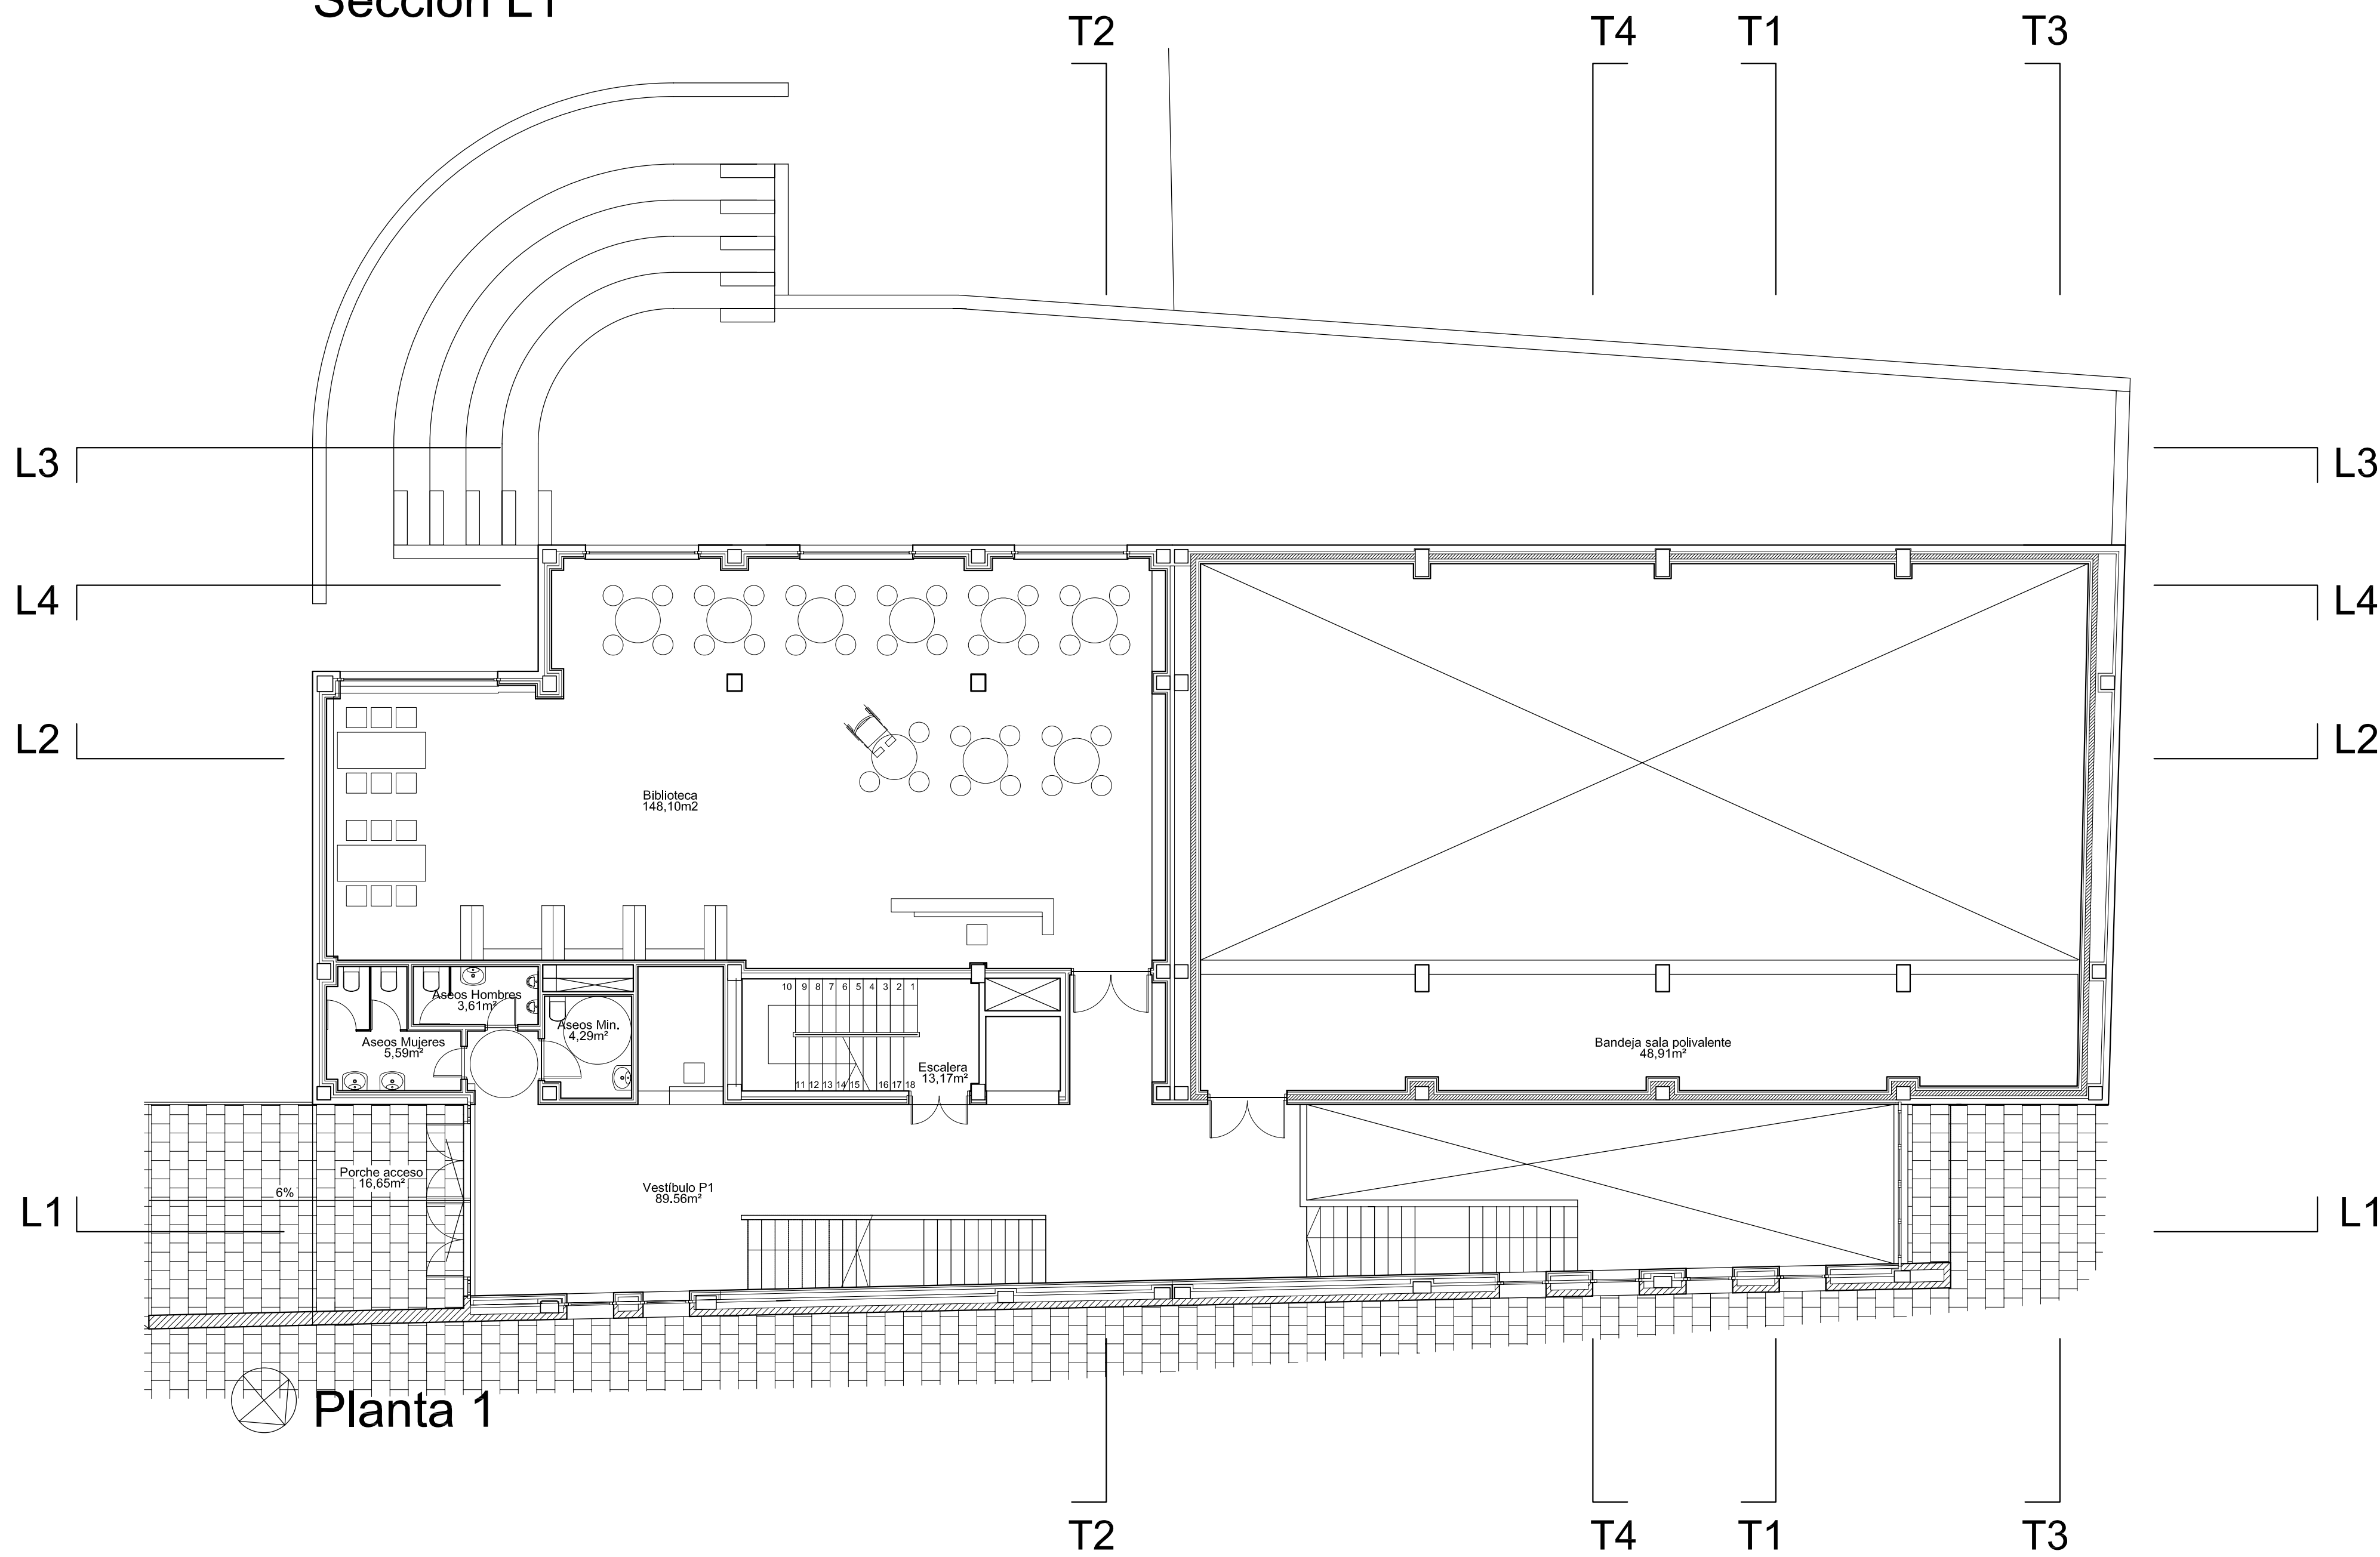 Sección L1
T2
T4
T1
T3
L3
L3
L4
L4
L2
L2
Biblioteca
148,10m2
Aseos Hombres
3,61m²
Aseos Min.
4,29m²
Aseos Mujeres
5,59m²
10 9 8 7 6 5 4 3 2 1
Escalera
13,17m²
11 12 13 14 15 16 17 18
Bandeja sala polivalente
48,91m²
Porche acceso
16,65m²
6%
Vestíbulo P1
89.56m²
L1
L1
Planta 1
T2
T4
T1
T3